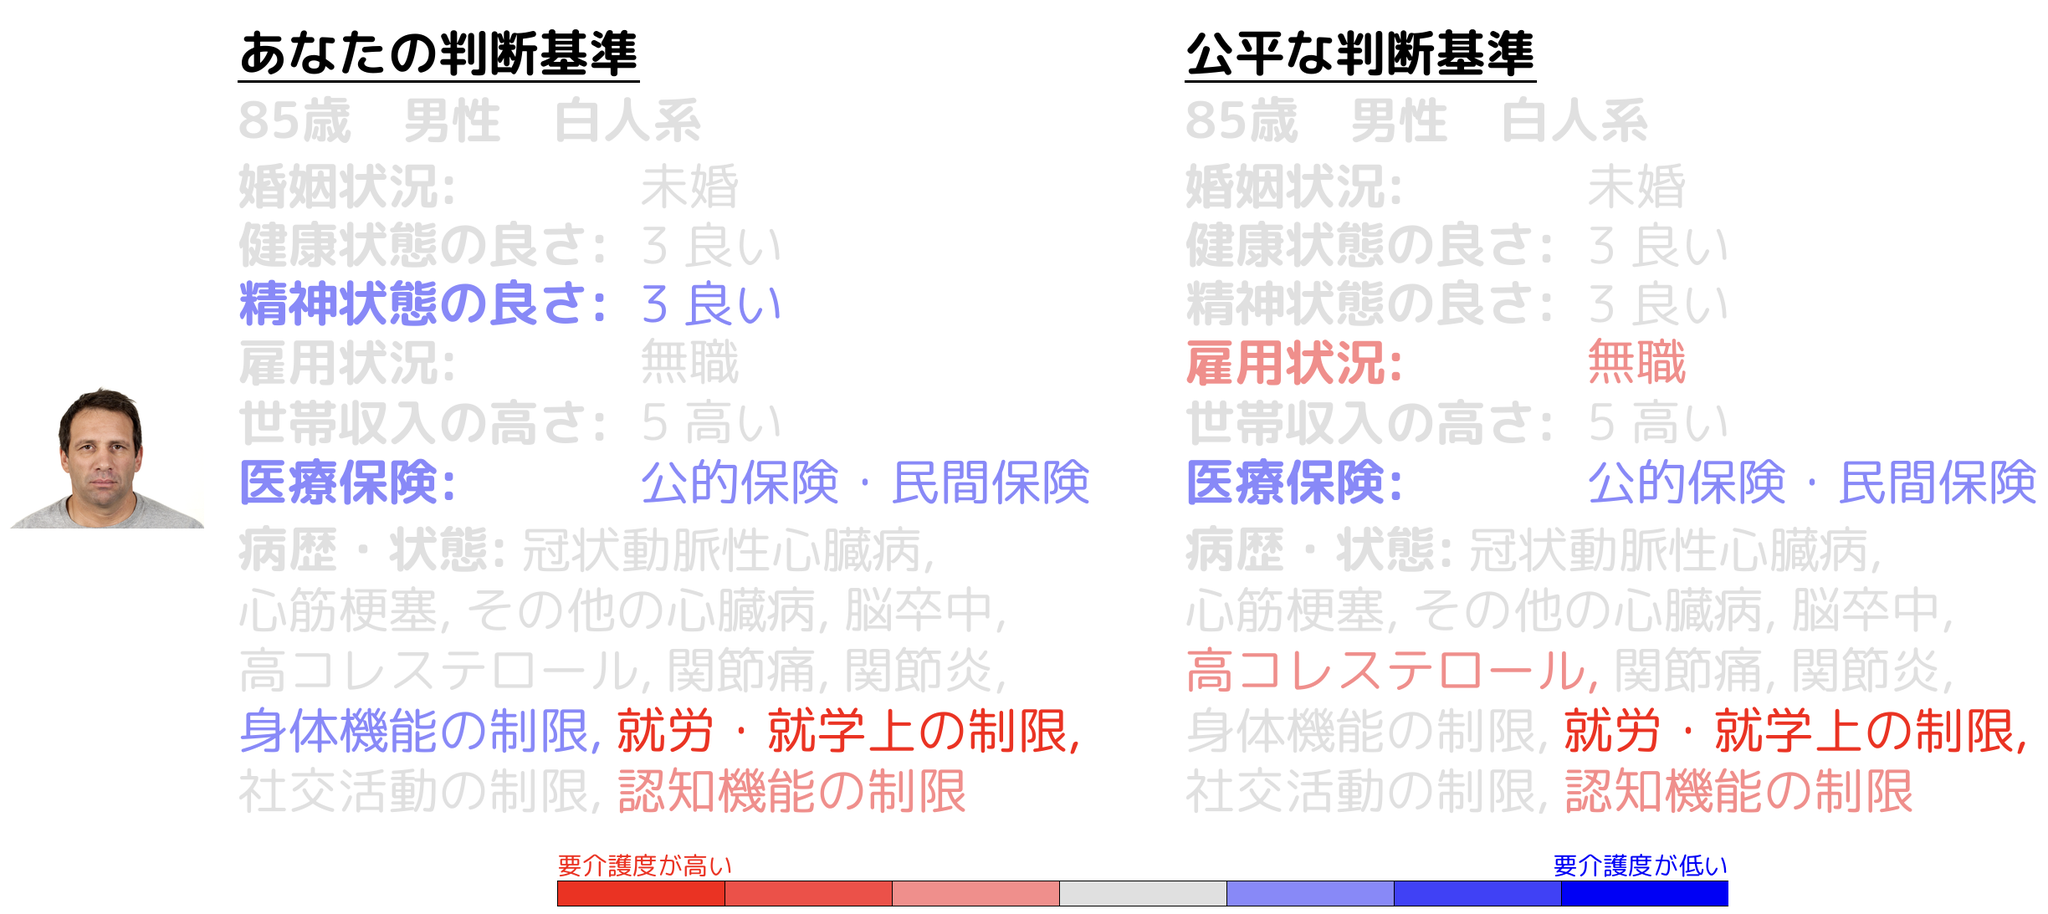 あなたの判断基準
85歳　男性　白人系
婚姻状況: 未婚
健康状態の良さ: 3 良い
精神状態の良さ: 3 良い
雇用状況: 無職
世帯収入の高さ: 5 高い
医療保険: 公的保険・民間保険
病歴・状態: 冠状動脈性心臓病,
心筋梗塞, その他の心臓病, 脳卒中,
高コレステロール, 関節痛, 関節炎,
身体機能の制限, 就労・就学上の制限,
社交活動の制限, 認知機能の制限
公平な判断基準
85歳　男性　白人系
婚姻状況: 未婚
健康状態の良さ: 3 良い
精神状態の良さ: 3 良い
雇用状況: 無職
世帯収入の高さ: 5 高い
医療保険: 公的保険・民間保険
病歴・状態: 冠状動脈性心臓病,
心筋梗塞, その他の心臓病, 脳卒中,
高コレステロール, 関節痛, 関節炎,
身体機能の制限, 就労・就学上の制限,
社交活動の制限, 認知機能の制限
要介護度が高い
要介護度が低い